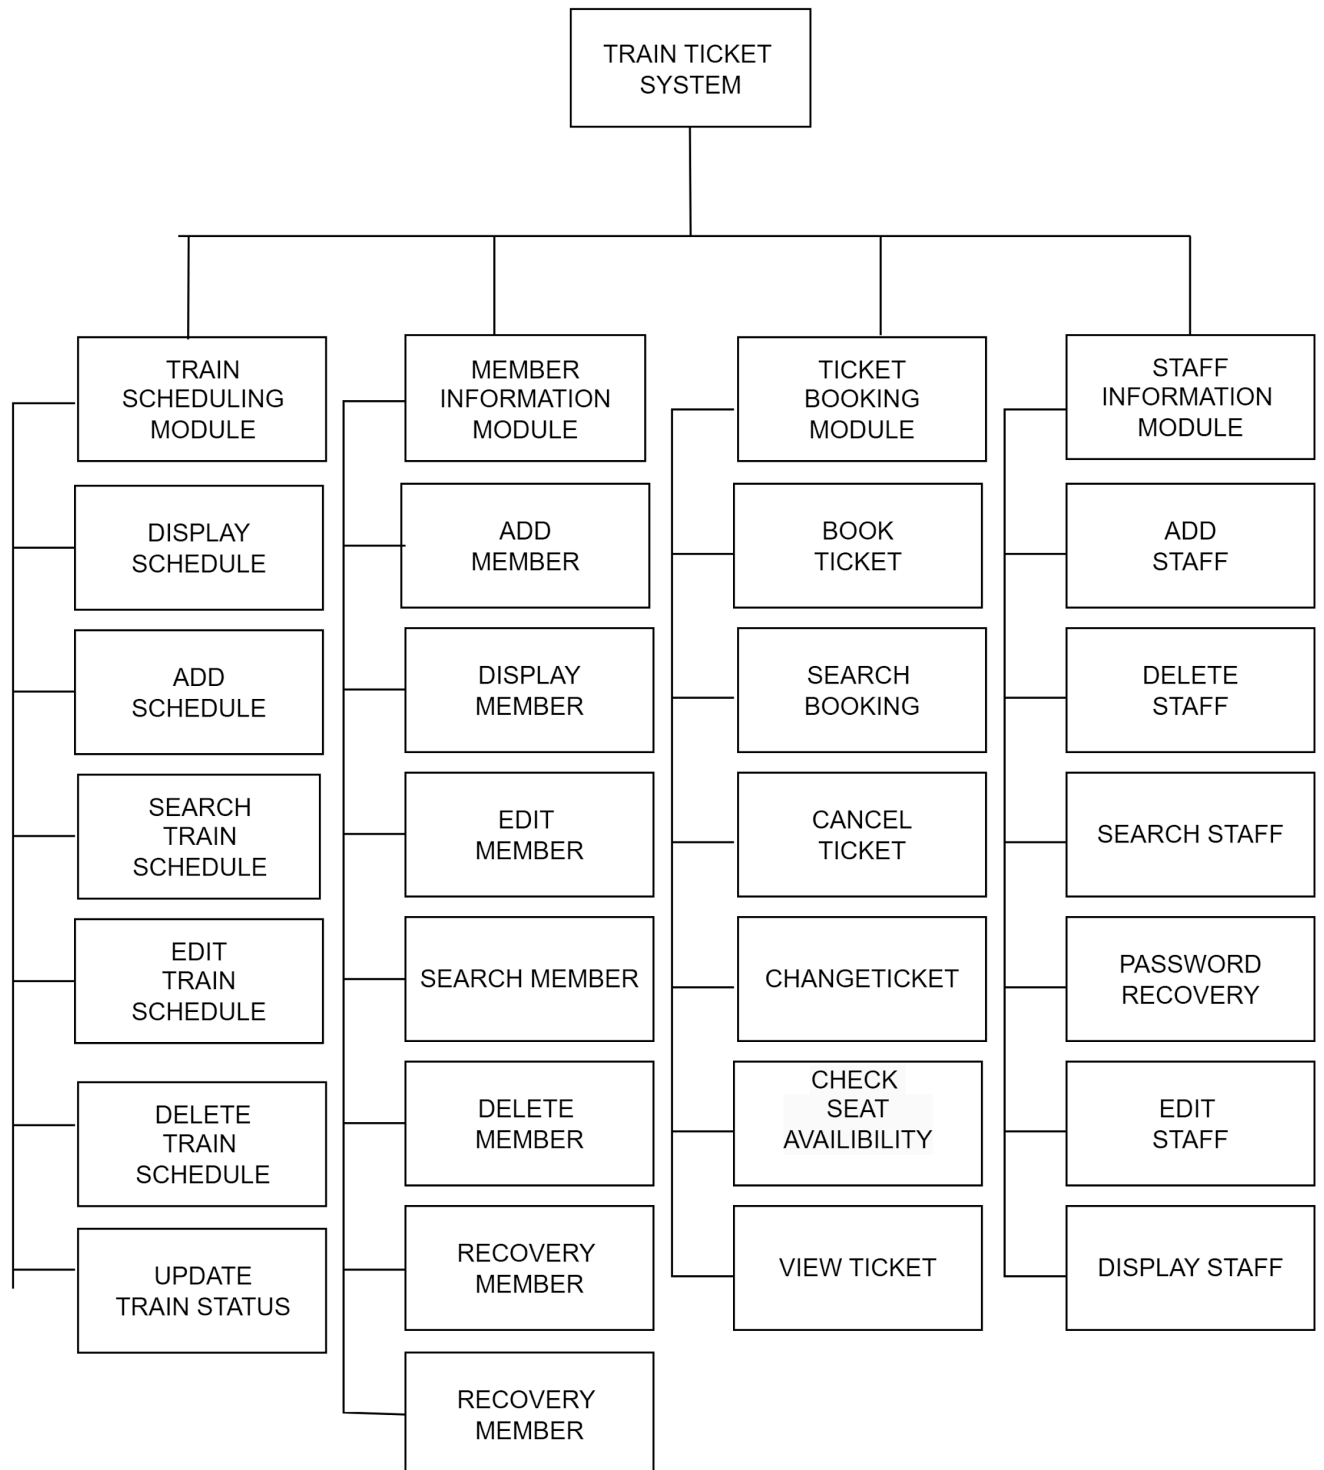 TRAIN TICKET
SYSTEM
TRAIN
SCHEDULING
MODULE
DISPLAY
SCHEDULE
ADD
SCHEDULE
SEARCH
TRAIN
SCHEDULE
EDIT
TRAIN
SCHEDULE
DELETE
TRAIN
SCHEDULE
UPDATE
TRAIN STATUS
MEMBER
INFORMATION
MODULE
ADD
MEMBER
DISPLAY
MEMBER
EDIT
MEMBER
SEARCH MEMBER
DELETE
MEMBER
RECOVERY
MEMBER
RECOVERY
MEMBER
TICKET
BOOKING
MODULE
BOOK
TICKET
SEARCH
BOOKING
CANCEL
TICKET
CHANGETICKET
CHECK
SEAT
AVAILIBILITY
VIEW TICKET
STAFF
INFORMATION
MODULE
ADD
STAFF
DELETE
STAFF
SEARCH STAFF
PASSWORD
RECOVERY
EDIT
STAFF
DISPLAY STAFF